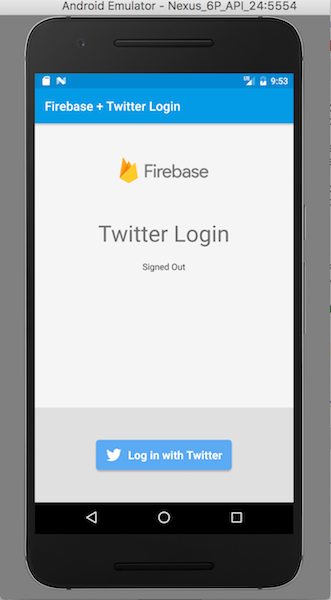 Android Emulator - Nexus_6P_API_24:5554
9:53
Firebase + Twitter Login
Firebase
Twitter Login
Signed Out
Log in with Twitter